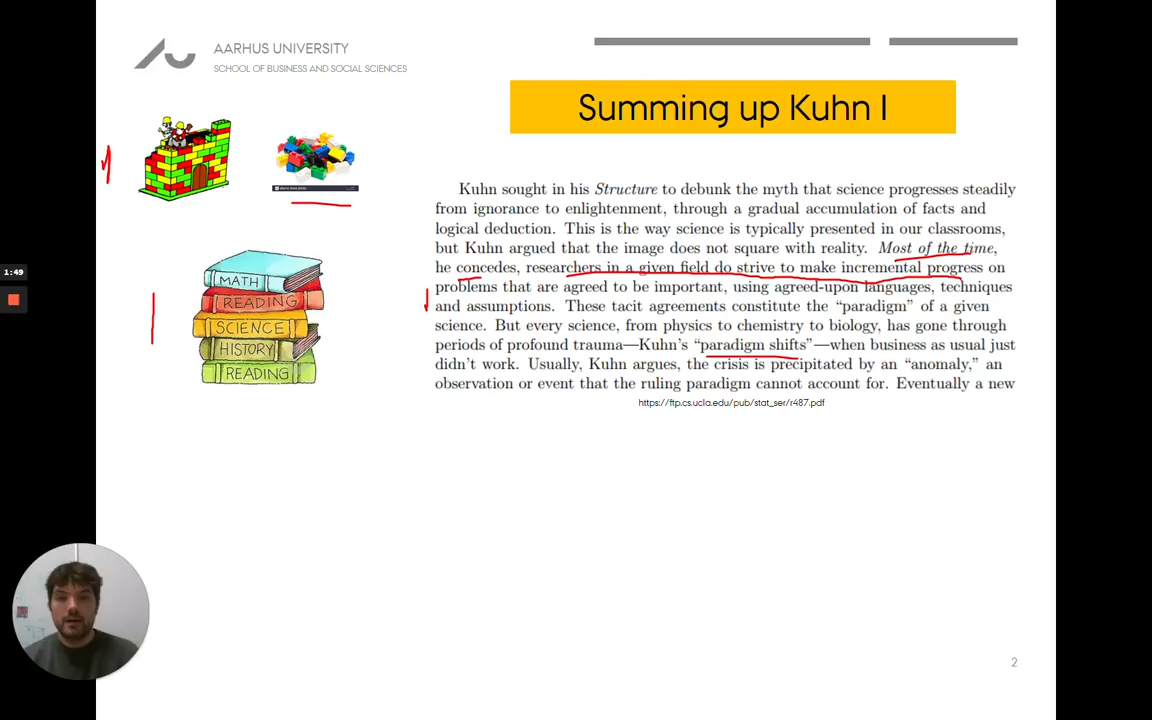 AARHUS UNIVERSITY
SCHOOL OF BUSINESS AND SOCIAL SCIENCES
Summing up Kuhn I
Kuhn sought in his Structure to debunk the myth that science progresses steadily
from ignorance to enlightenment, through a gradual accumulation of facts and
logical deduction. This is the way science is typically presented in our classrooms,
but Kuhn argued that the image does not square with reality. Most of the time,
he concedes, researchers in a given field do strive to make incremental progress on
problems that are agreed to be important, using agreed-upon languages, techniques
and assumptions. These tacit agreements constitute the “paradigm” of a given
science. But every science, from physics to chemistry to biology, has gone through
periods of profound trauma—Kuhn’s “paradigm shifts”—when business as usual just
didn’t work. Usually, Kuhn argues, the crisis is precipitated by an “anomaly,” an
observation or event that the ruling paradigm cannot account for. Eventually a new
https://ftp.cs.ucla.edu/pub/stat_ser/r487.pdf
MATH
READING
SCIENCE
HISTORY
READING
1:49
2